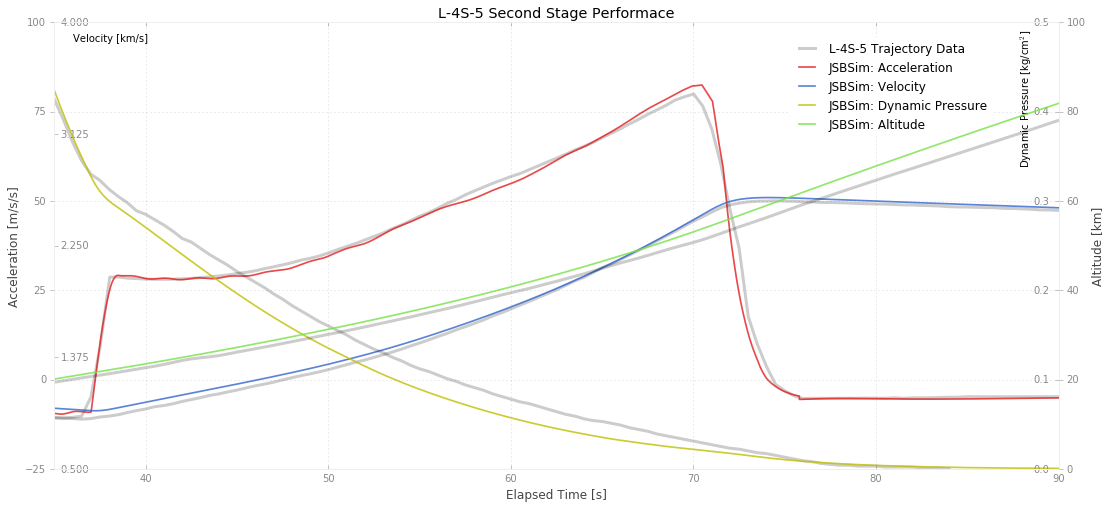 L-4S-5 Second Stage Performace
100
4.000
0.5
100
Velocity [km/s]
L-4S-5 Trajectory Data
JSBSim: Acceleration
JSBSim: Velocity
JSBSim: Dynamic Pressure
JSBSim: Altitude
Dynamic Pressure [kg/cm²]
75
3.125
0.4
80
50
0.3
60
2.250
Acceleration [m/s/s]
Altitude [km]
25
0.2
40
1.375
0
0.1
20
−25
0.500
0.0
0
40
50
60
70
80
90
Elapsed Time [s]